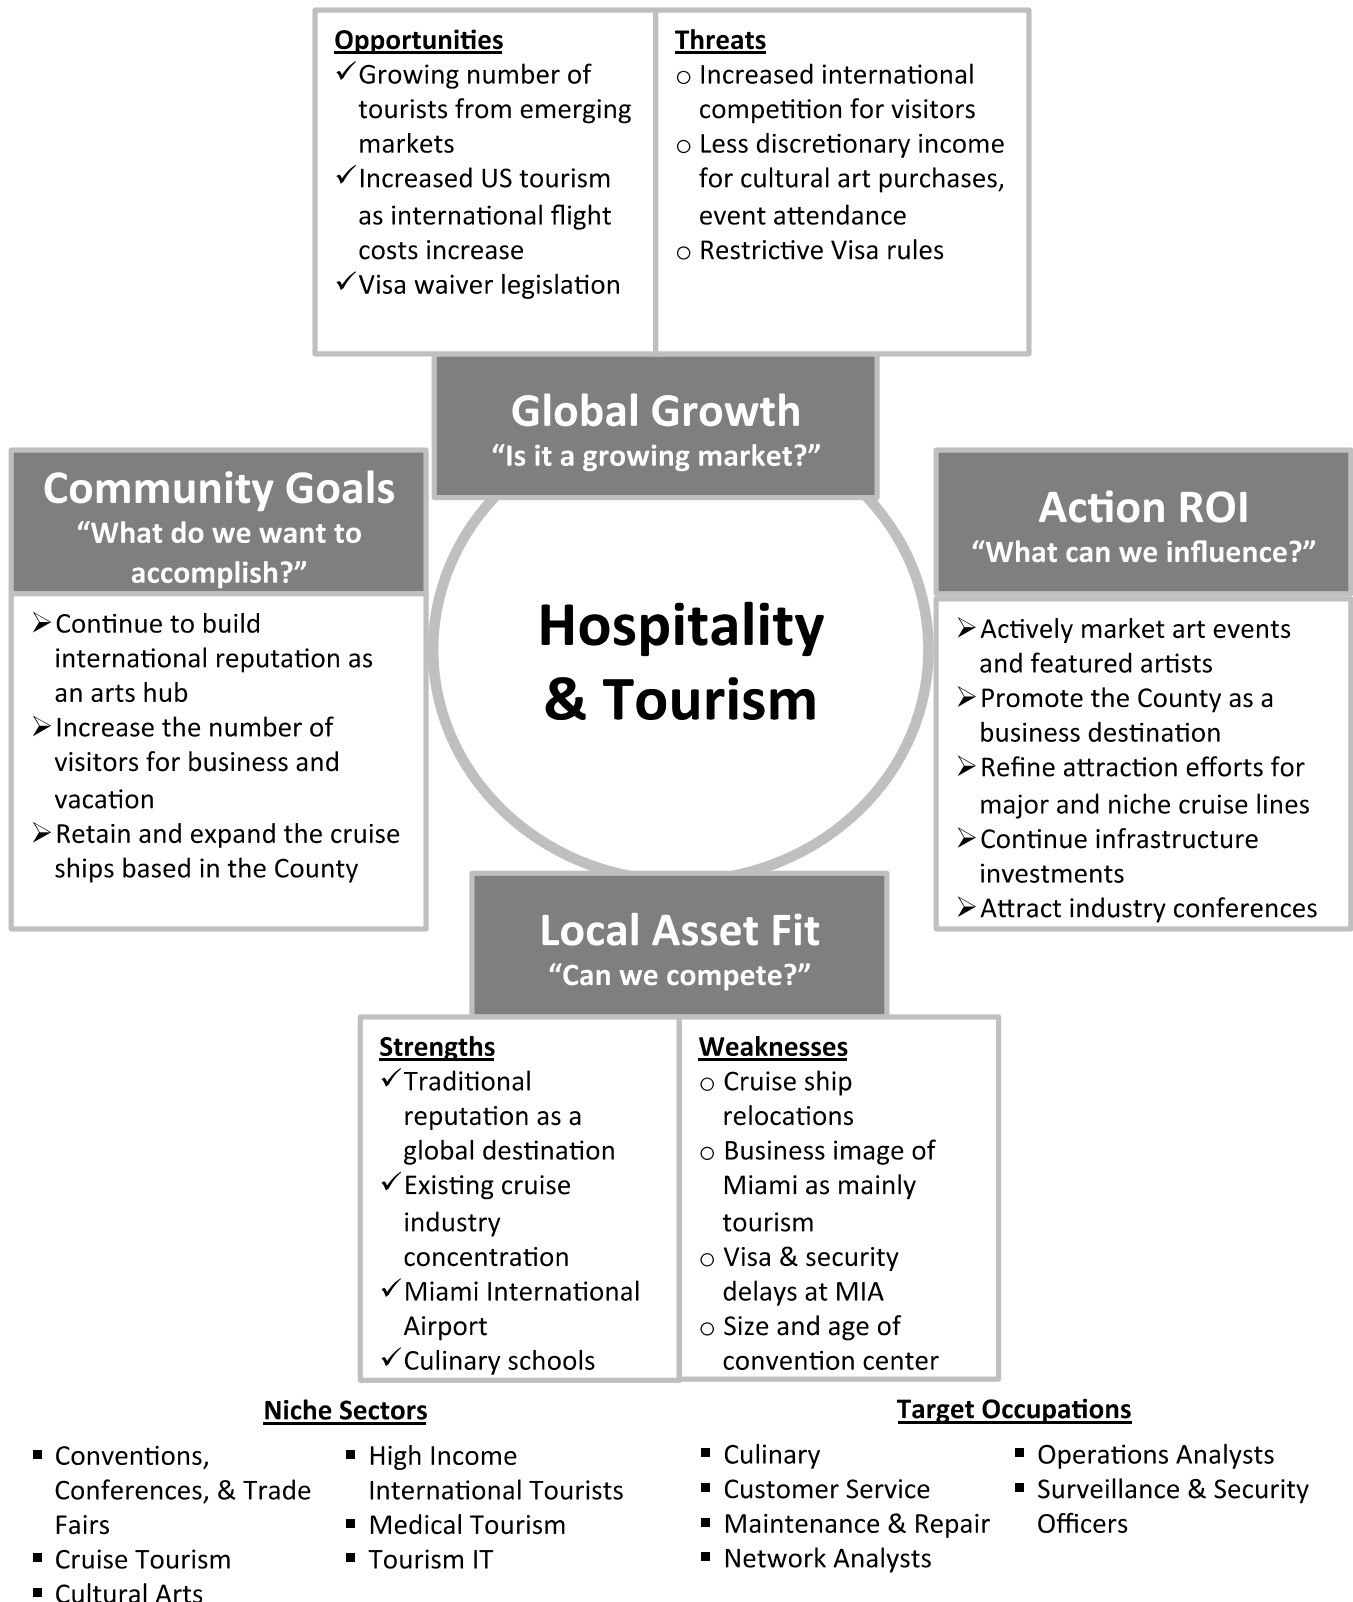 Opportunities
✓Growing number of
tourists from emerging
markets
✓Increased US tourism
as international flight
costs increase
✓Visa waiver legislation
Threats
o Increased international
competition for visitors
o Less discretionary income
for cultural art purchases,
event attendance
o Restrictive Visa rules
Global Growth
“Is it a growing market?”
Community Goals
“What do we want to
accomplish?”
➢Continue to build
international reputation as
an arts hub
➢Increase the number of
visitors for business and
vacation
➢Retain and expand the cruise
ships based in the County
Hospitality
& Tourism
Action ROI
“What can we influence?”
➢Actively market art events
and featured artists
➢Promote the County as a
business destination
➢Refine attraction efforts for
major and niche cruise lines
➢Continue infrastructure
investments
➢Attract industry conferences
Local Asset Fit
“Can we compete?”
Strengths
✓Traditional
reputation as a
global destination
✓Existing cruise
industry
concentration
✓Miami International
Airport
✓Culinary schools
Weaknesses
o Cruise ship
relocations
o Business image of
Miami as mainly
tourism
o Visa & security
delays at MIA
o Size and age of
convention center
Niche Sectors
▪ Conventions,
Conferences, & Trade
Fairs
▪ Cruise Tourism
▪ Cultural Arts
▪ High Income
International Tourists
▪ Medical Tourism
▪ Tourism IT
Target Occupations
▪ Culinary
▪ Customer Service
▪ Maintenance & Repair
▪ Network Analysts
▪ Operations Analysts
▪ Surveillance & Security
Officers